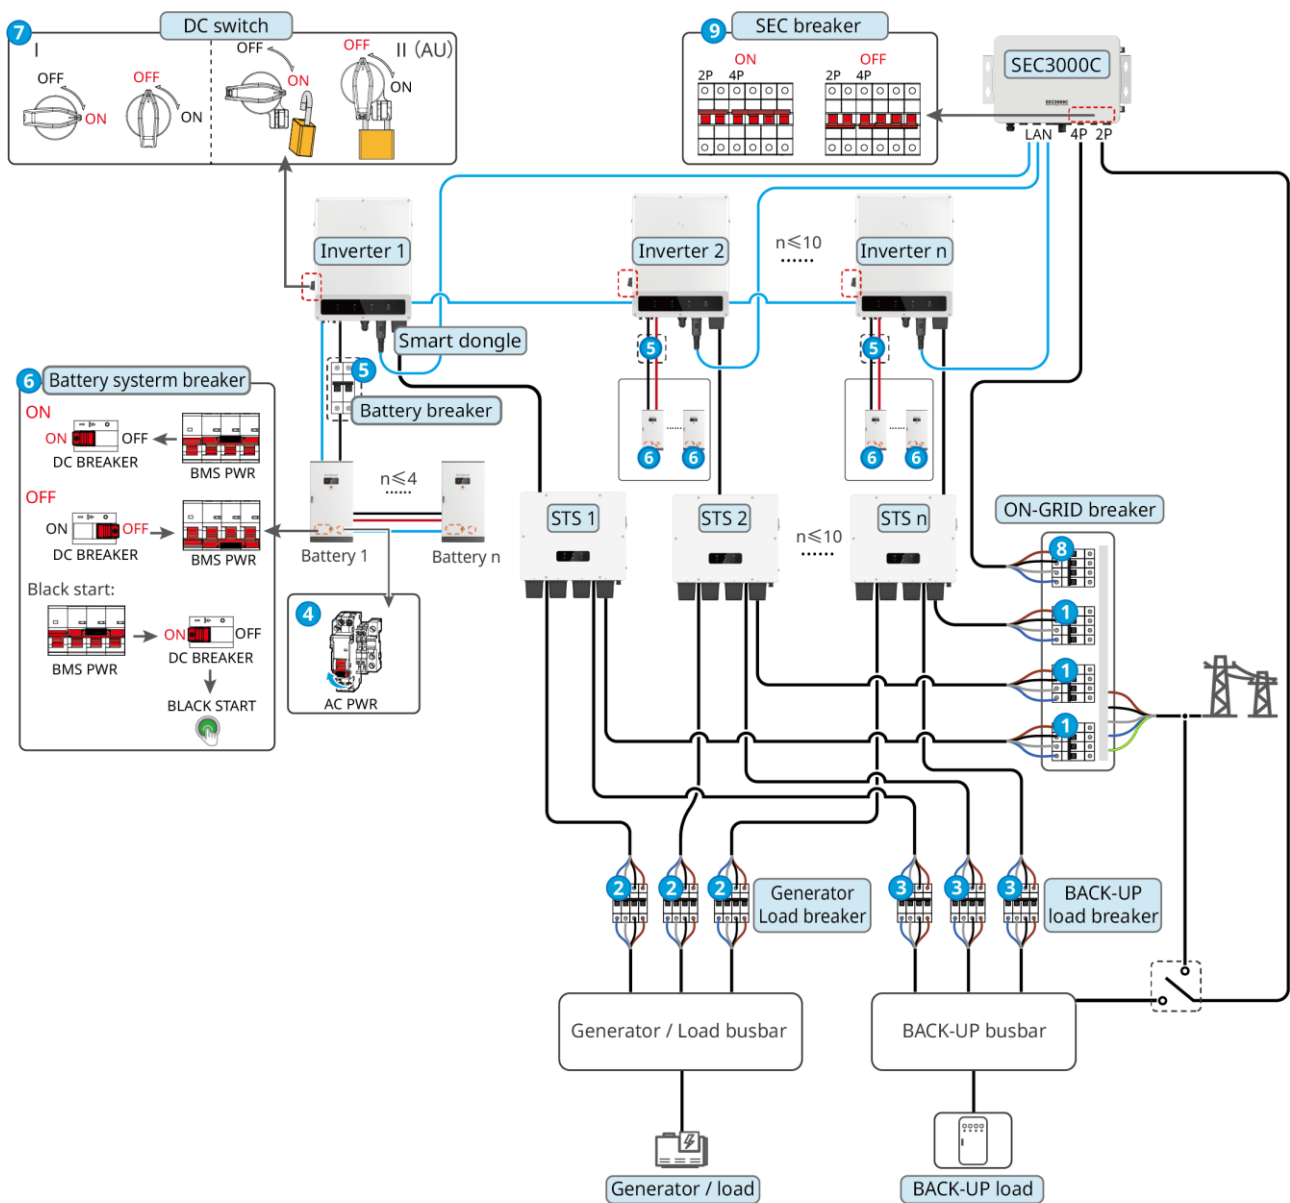 7
DC switch
I
OFF
ON
OFF
ON
II (AU)
OFF
ON
OFF
ON
9
SEC breaker
ON
2P 4P
OFF
2P 4P
SEC3000C
SEC3000C
LAN 4P 2P
Inverter 1
Inverter 2
n≤10
......
Inverter n
Smart dongle
5
Battery breaker
5
5
6
6
6
6
6
Battery systerm breaker
ON
ON OFF
DC BREAKER
BMS PWR
OFF
ON OFF
DC BREAKER
BMS PWR
Black start:
BMS PWR
ON OFF
DC BREAKER
BLACK START
n≤4
......
Battery 1
Battery n
4
AC PWR
STS 1
STS 2
n≤10
......
STS n
ON-GRID breaker
8
1
1
1
2
2
2
Generator
Load breaker
3
3
3
BACK-UP
load breaker
Generator / Load busbar
BACK-UP busbar
Generator / load
BACK-UP load